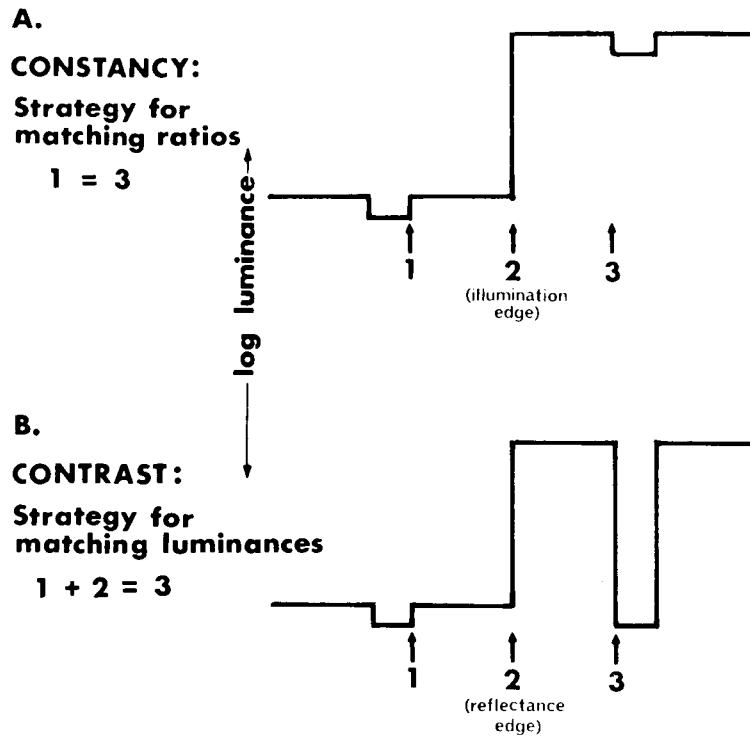 A.
CONSTANCY:
Strategy for
matching ratios
1 = 3
log luminance
1
2
3
(illumination
edge)
B.
CONTRAST:
Strategy for
matching luminances
1 + 2 = 3
1
2
3
(reflectance
edge)